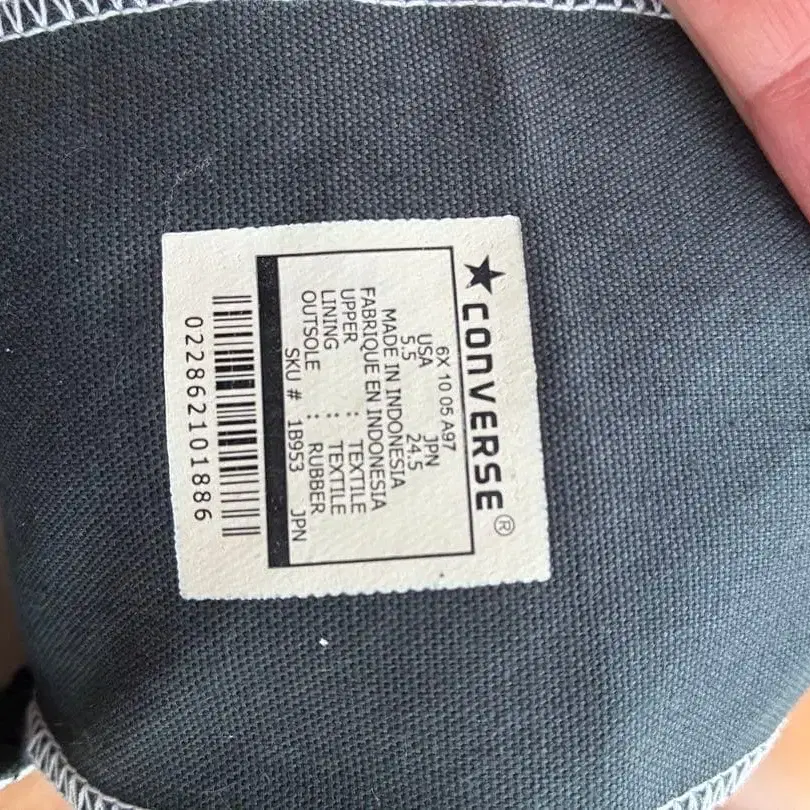 ★ CONVERSE®
6X 10 05 A97
USA JPN
5.5 24.5
MADE IN INDONESIA
FABRIQUE EN INDONESIA
UPPER : TEXTILE
LINING : TEXTILE
OUTSOLE : RUBBER
SKU # 1B953 JPN
022862101886